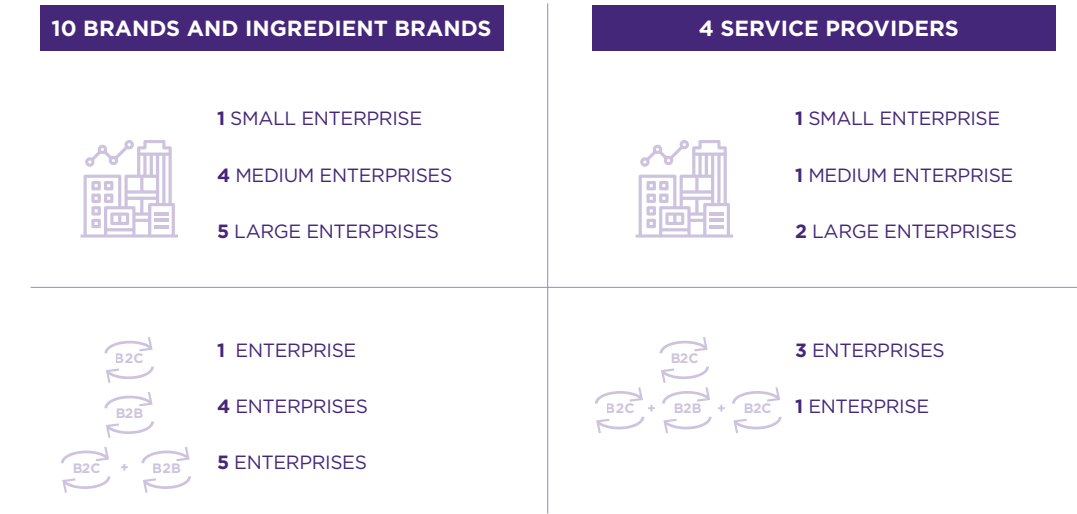 10 BRANDS AND INGREDIENT BRANDS
1 SMALL ENTERPRISE
4 MEDIUM ENTERPRISES
5 LARGE ENTERPRISES
4 SERVICE PROVIDERS
1 SMALL ENTERPRISE
1 MEDIUM ENTERPRISE
2 LARGE ENTERPRISES
B2C 1 ENTERPRISE
B2B 4 ENTERPRISES
B2C + B2B 5 ENTERPRISES
B2C 3 ENTERPRISES
B2C + B2B + B2C 1 ENTERPRISE